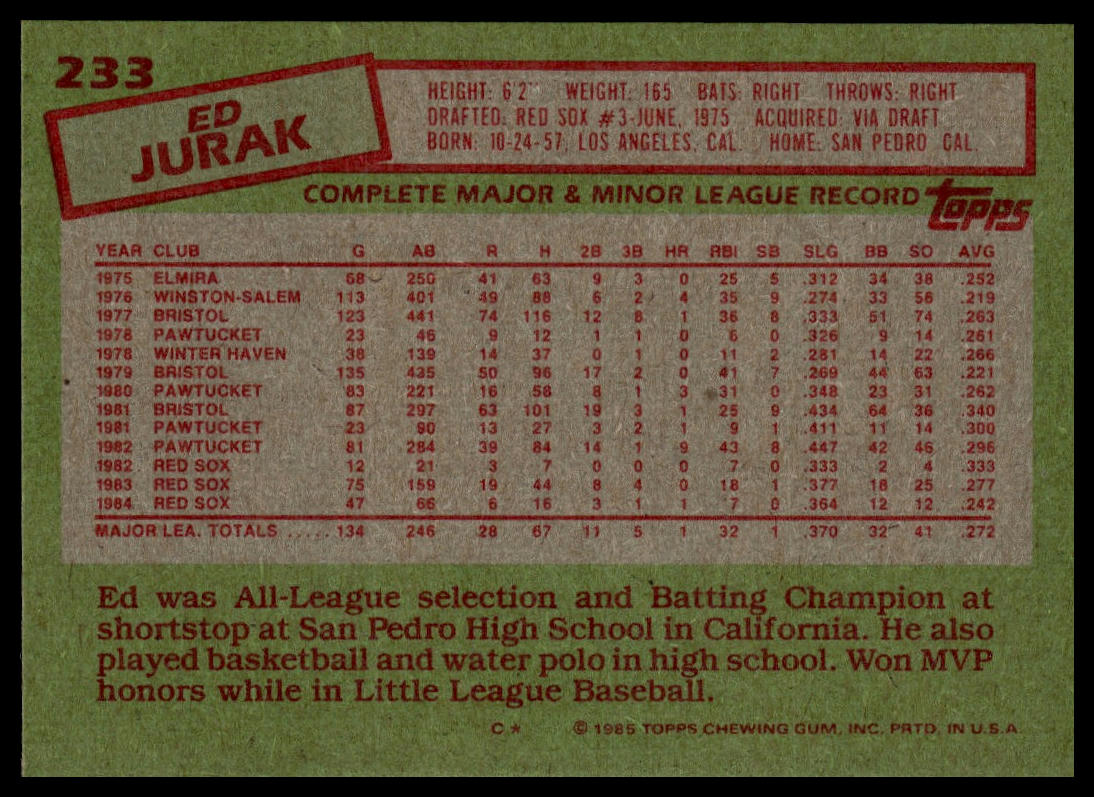 233
ED
JURAK
HEIGHT: 6'2" WEIGHT: 165 BATS: RIGHT THROWS: RIGHT
DRAFTED: RED SOX #3-JUNE, 1975 ACQUIRED: VIA DRAFT
BORN: 10-24-57, LOS ANGELES, CAL. HOME: SAN PEDRO CAL.
COMPLETE MAJOR & MINOR LEAGUE RECORD topps
YEAR CLUB G AB R H 2B 3B HR RBI SB SLG BB SO AVG
1975 ELMIRA 68 250 41 63 9 3 0 25 5 .312 34 38 .252
1976 WINSTON-SALEM 113 401 49 88 6 2 4 35 9 .274 33 56 .219
1977 BRISTOL 123 441 74 116 12 8 1 36 8 .333 51 74 .263
1978 PAWTUCKET 23 46 9 12 1 1 0 6 0 .326 9 14 .261
1978 WINTER HAVEN 38 139 14 37 0 1 0 11 2 .281 14 22 .266
1979 BRISTOL 135 435 50 96 17 2 0 41 7 .269 44 63 .221
1980 PAWTUCKET 83 221 16 58 8 1 3 31 0 .348 23 31 .262
1981 BRISTOL 87 297 63 101 19 3 1 25 9 .434 64 36 .340
1981 PAWTUCKET 23 90 13 27 3 2 1 9 1 .411 11 14 .300
1982 PAWTUCKET 81 284 39 84 14 1 9 43 8 .447 42 46 .296
1982 RED SOX 12 21 3 7 0 0 0 7 0 .333 2 4 .333
1983 RED SOX 75 159 19 44 8 4 0 18 1 .377 18 25 .277
1984 RED SOX 47 66 6 16 3 1 1 7 0 .364 12 12 .242
MAJOR LEA. TOTALS ..... 134 246 28 67 11 5 1 32 1 .370 32 41 .272
Ed was All-League selection and Batting Champion at
shortstop at San Pedro High School in California. He also
played basketball and water polo in high school. Won MVP
honors while in Little League Baseball.
C* © 1985 TOPPS CHEWING GUM, INC. PRTD. IN U.S.A.